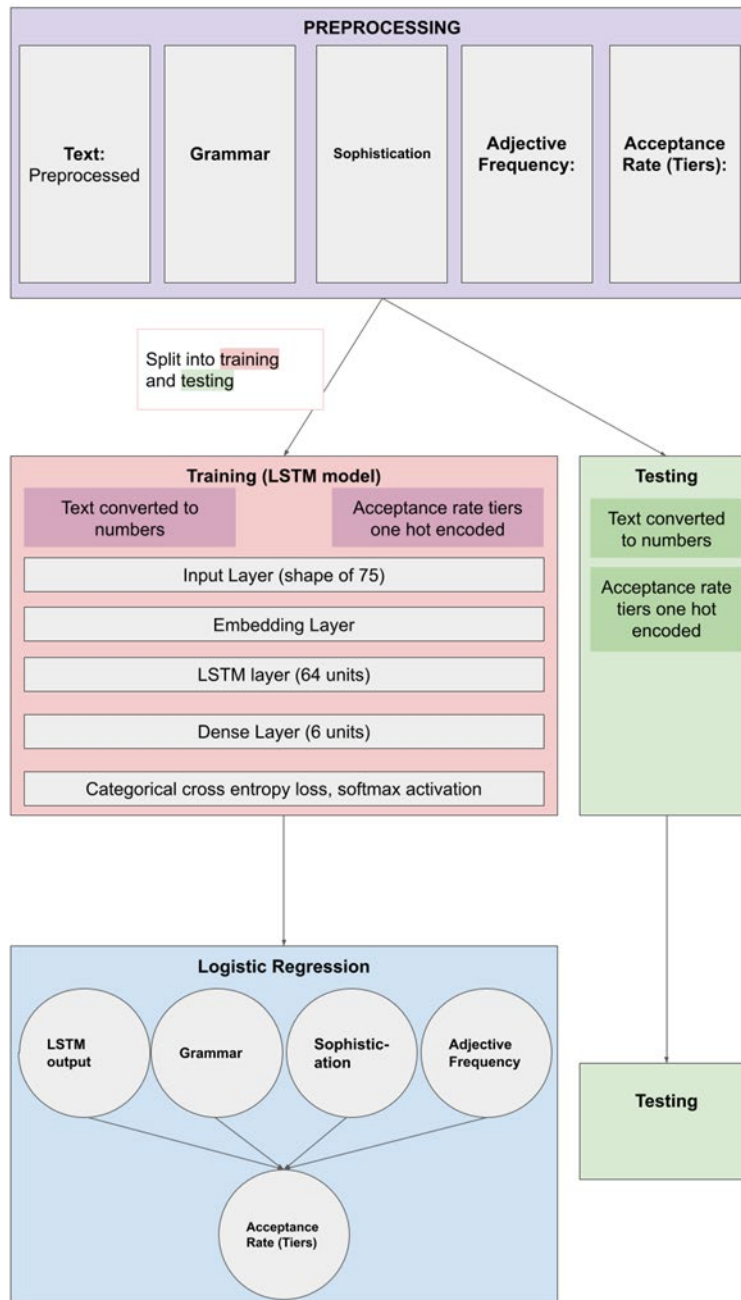 PREPROCESSING
Text:
Preprocessed
Grammar
Sophistication
Adjective
Frequency:
Acceptance
Rate (Tiers):
Split into training
and testing
Training (LSTM model)
Text converted to
numbers
Acceptance rate tiers
one hot encoded
Input Layer (shape of 75)
Embedding Layer
LSTM layer (64 units)
Dense Layer (6 units)
Categorical cross entropy loss, softmax activation
Testing
Text converted
to numbers
Acceptance rate
tiers one hot
encoded
Logistic Regression
LSTM
output
Grammar
Sophistic-
ation
Adjective
Frequency
Acceptance
Rate (Tiers)
Testing